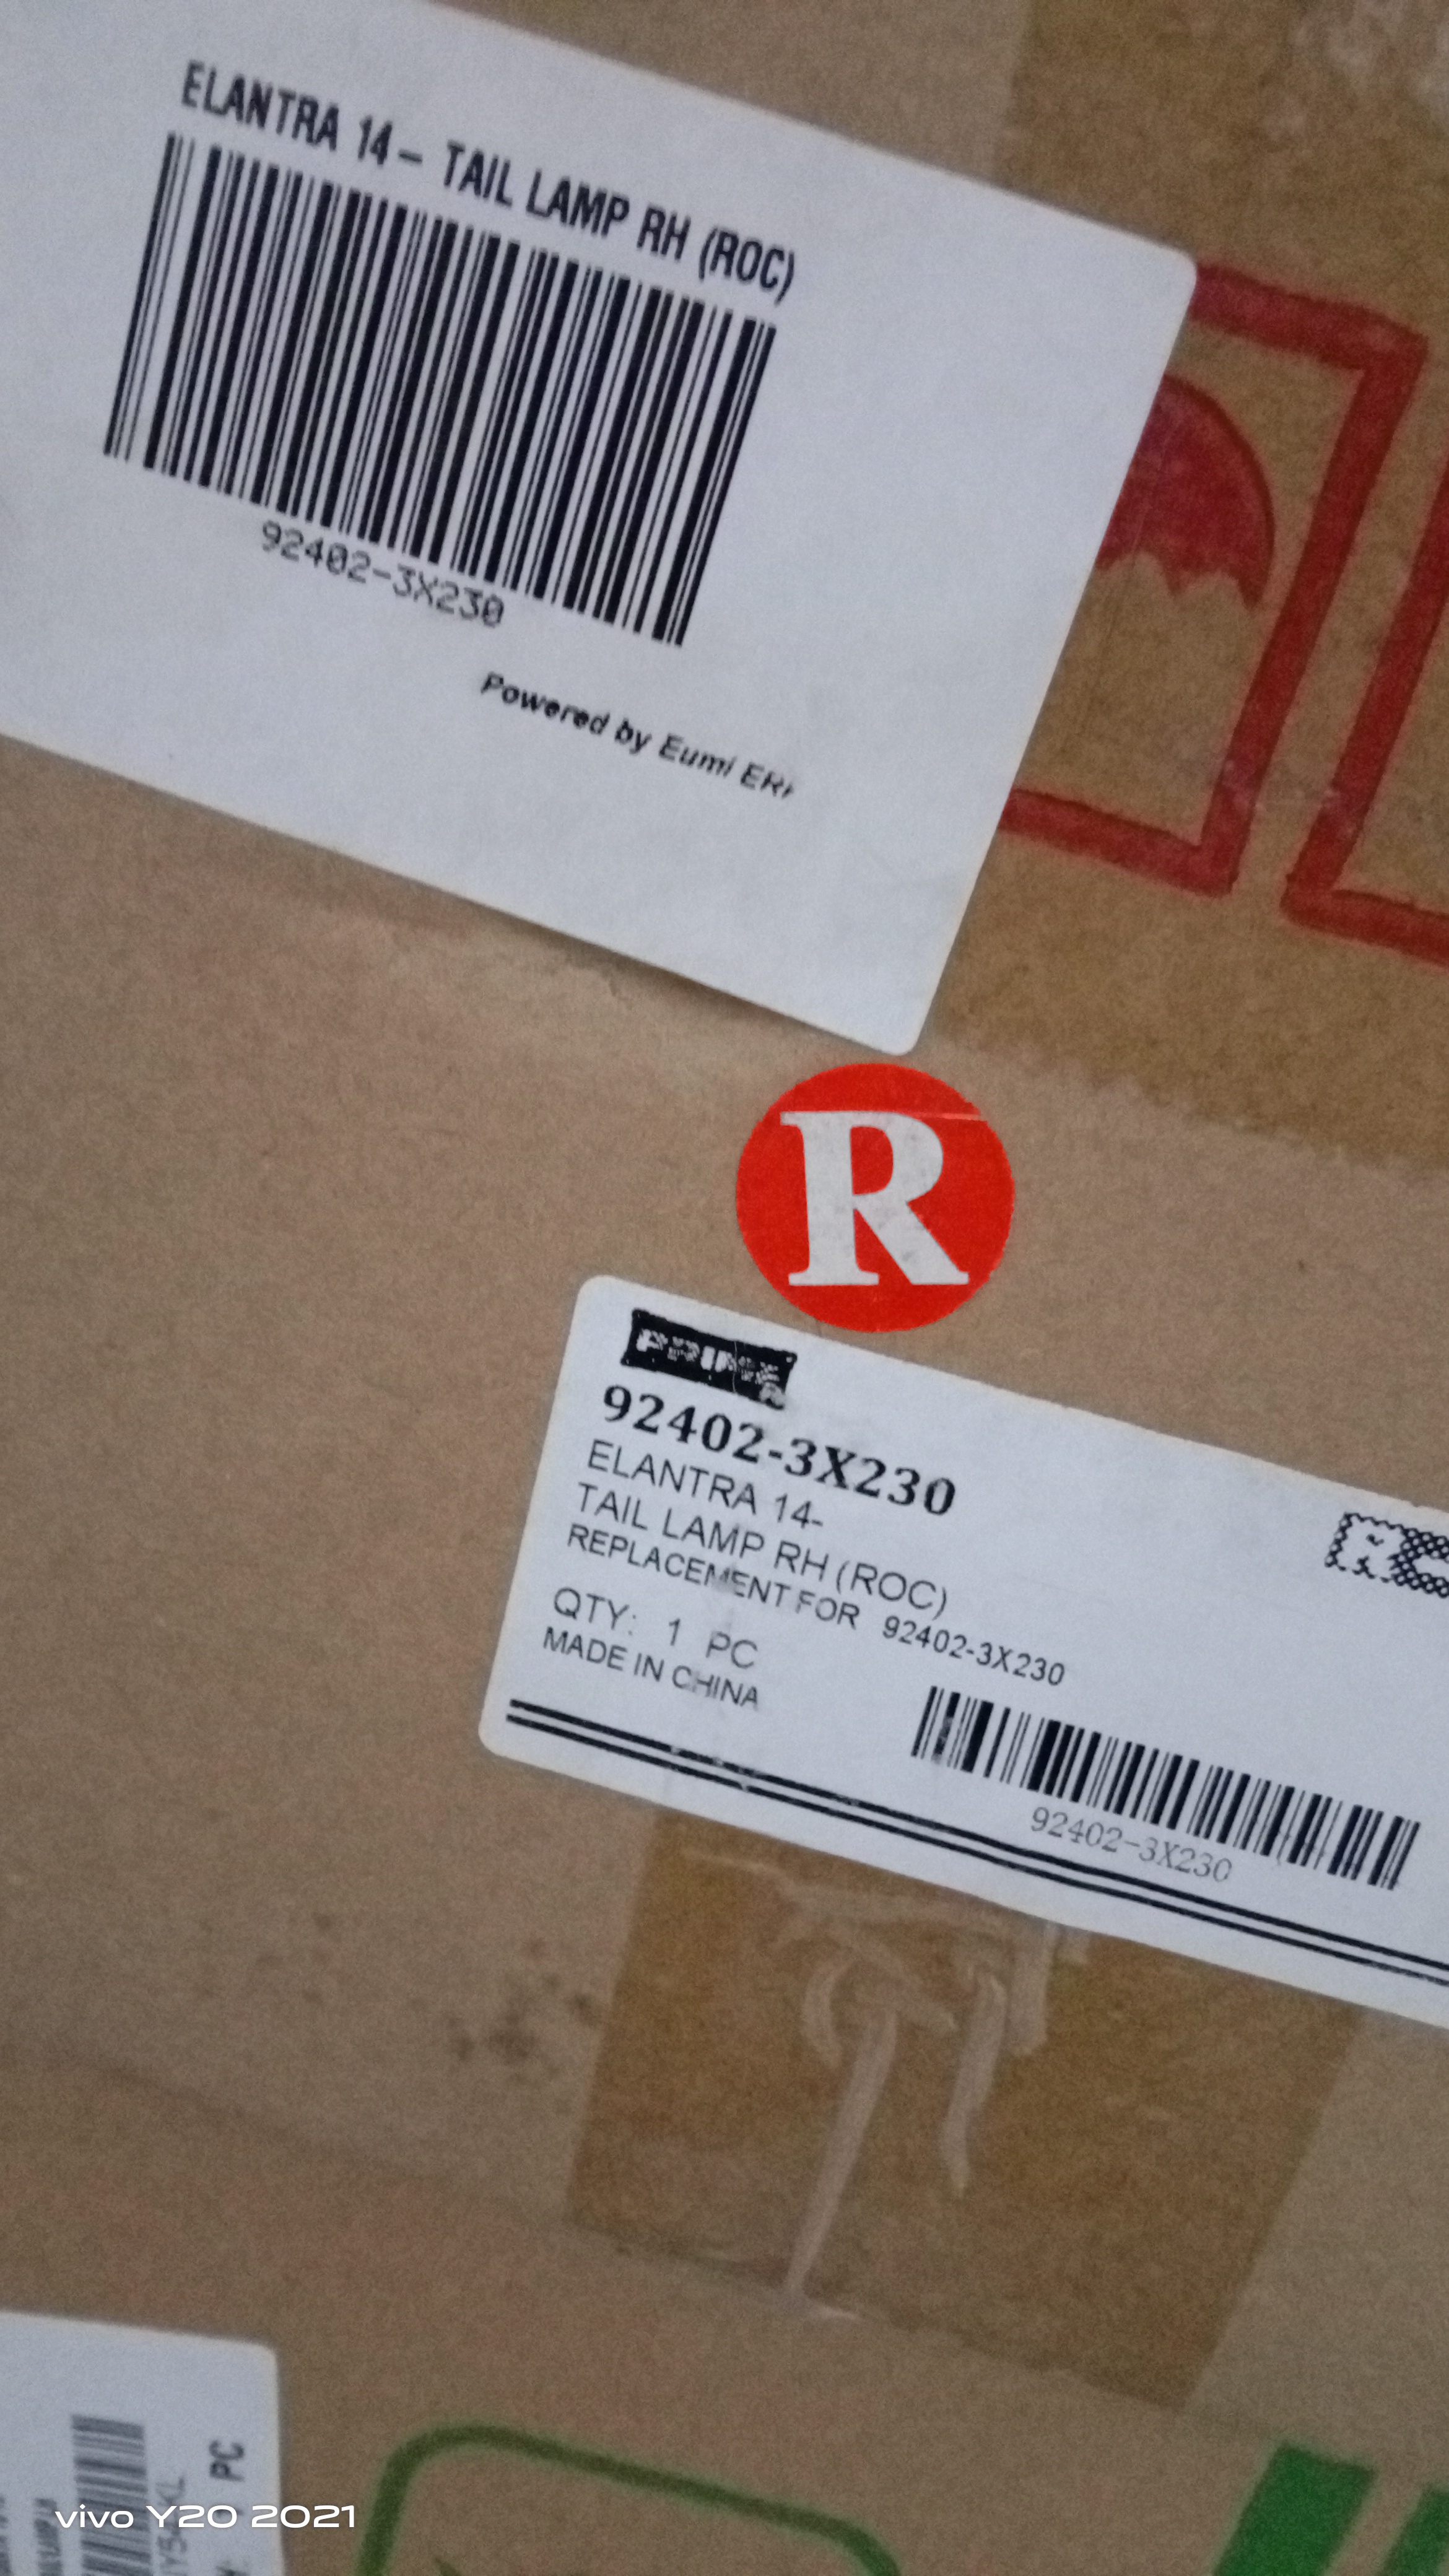 ELANTRA 14- TAIL LAMP RH (ROC)
92402-3X230
Powered by Eumi
R
92402-3X230
ELANTRA 14-
TAIL LAMP RH (ROC)
REPLACEMENT FOR 92402-3X230
QTY: 1 PC
MADE IN CHINA
92402-3X230
PC
vivo Y20 2021